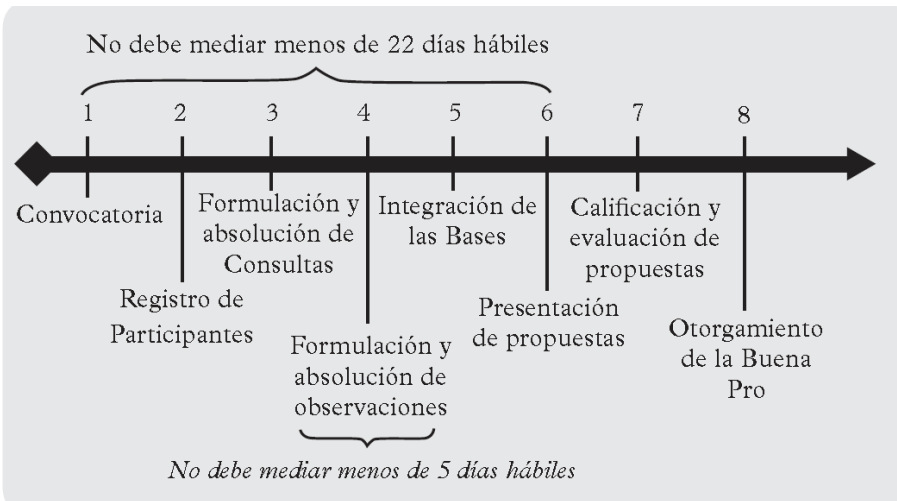 No debe mediar menos de 22 días hábiles
1 2 3 4 5 6 7 8
Convocatoria
Registro de
Participantes
Formulación y
absolución de
Consultas
Formulación y
absolución de
observaciones
Integración de
las Bases
Presentación
de propuestas
Calificación y
evaluación de
propuestas
Otorgamiento
de la Buena
Pro
No debe mediar menos de 5 días hábiles